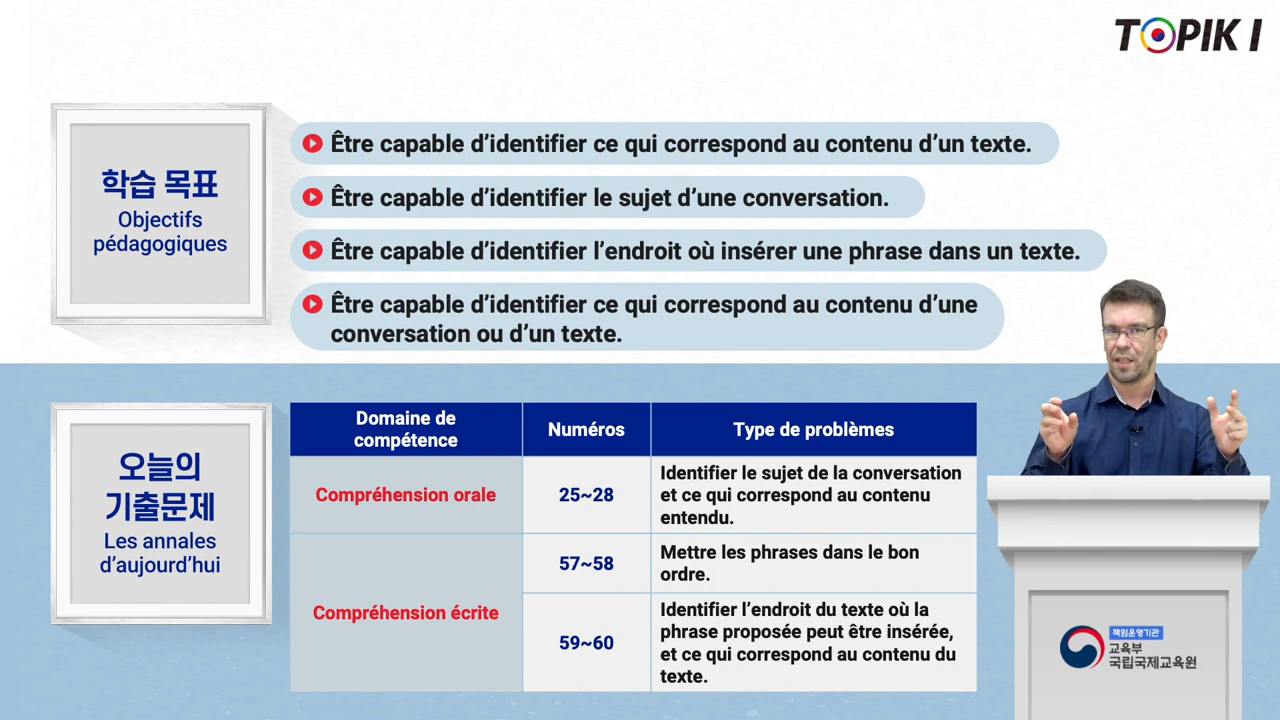 TOPIK I
학습 목표
Objectifs
pédagogiques
Être capable d’identifier ce qui correspond au contenu d’un texte.
Être capable d’identifier le sujet d’une conversation.
Être capable d’identifier l’endroit où insérer une phrase dans un texte.
Être capable d’identifier ce qui correspond au contenu d’une
conversation ou d’un texte.
오늘의
기출문제
Les annales
d’aujourd’hui
Domaine de
compétence
Numéros
Type de problèmes
Compréhension orale
25~28
Identifier le sujet de la conversation
et ce qui correspond au contenu
entendu.
Compréhension écrite
57~58
Mettre les phrases dans le bon
ordre.
59~60
Identifier l’endroit du texte où la
phrase proposée peut être insérée,
et ce qui correspond au contenu du
texte.
책임운영기관
교육부
국립국제교육원